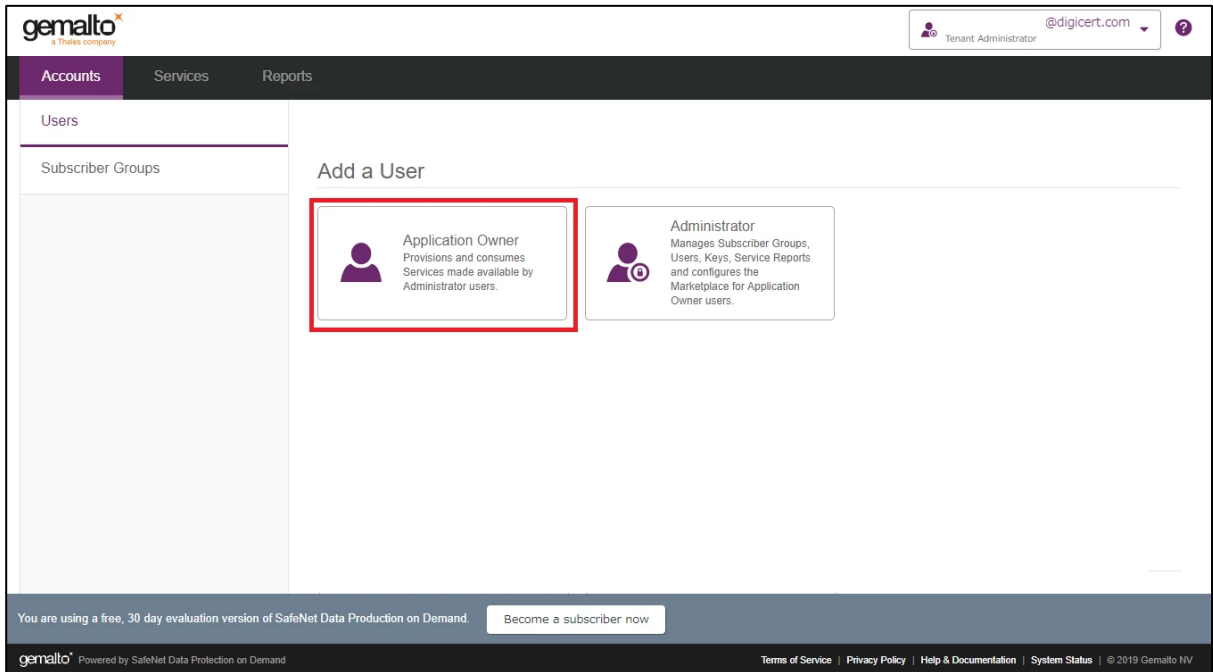 gemalto
a Thales company
@digicert.com
Tenant Administrator
?
Accounts Services Reports
Users
Subscriber Groups
Add a User
Application Owner
Provisions and consumes
Services made available by
Administrator users.
Administrator
Manages Subscriber Groups,
Users, Keys, Service Reports
and configures the
Marketplace for Application
Owner users.
You are using a free, 30 day evaluation version of SafeNet Data Production on Demand.
Become a subscriber now
gemalto Powered by SafeNet Data Protection on Demand
Terms of Service | Privacy Policy | Help & Documentation | System Status | © 2019 Gemalto NV